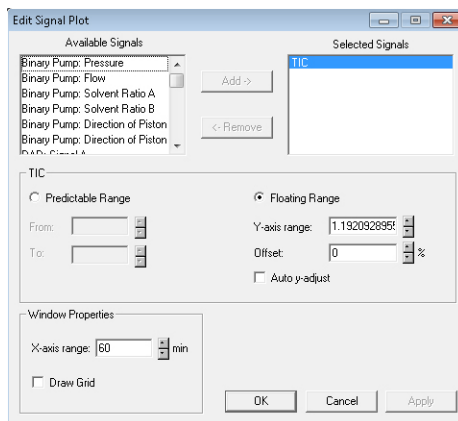 Edit Signal Plot
Available Signals
Selected Signals
Binary Pump: Pressure
Binary Pump: Flow
Binary Pump: Solvent Ratio A
Binary Pump: Solvent Ratio B
Binary Pump: Direction of Piston
Binary Pump: Direction of Piston
DAD: Signal A
TIC
Add ->
<- Remove
TIC
Predictable Range
From:
To:
Floating Range
Y-axis range: 1.1920928955
Offset: 0 %
Auto y-adjust
Window Properties
X-axis range: 60 min
Draw Grid
OK Cancel Apply